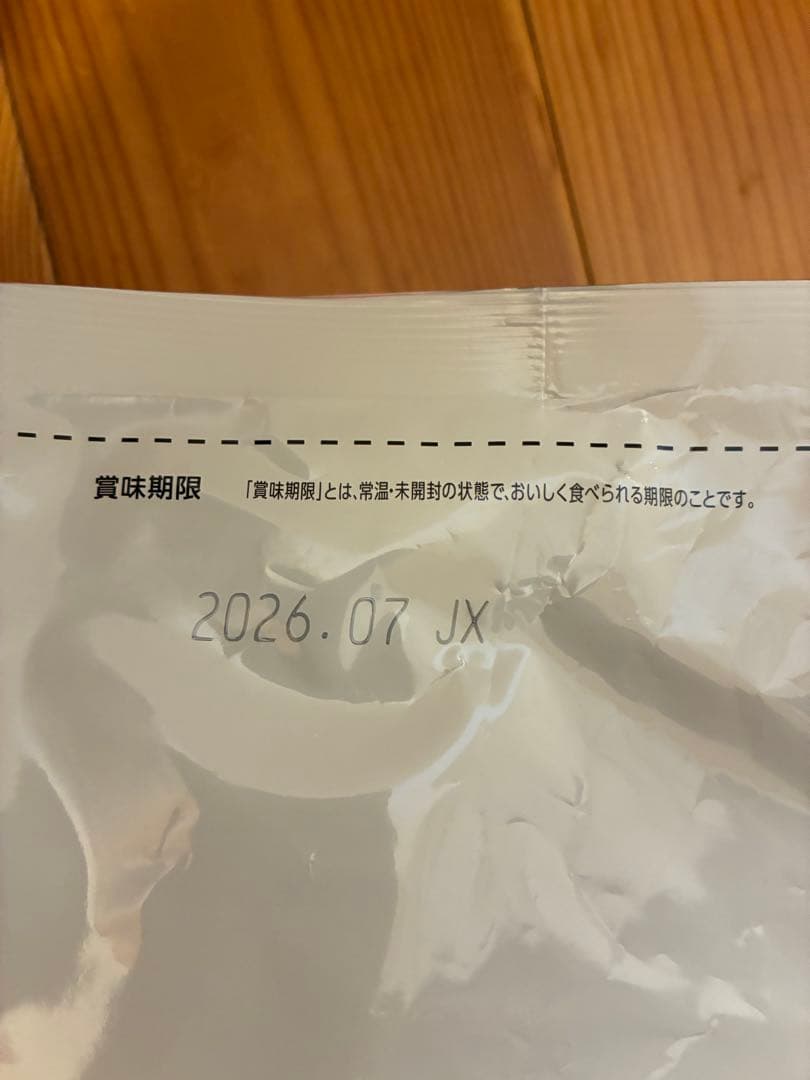 賞味期限 「賞味期限」とは、常温・未開封の状態で、おいしく食べられる期限のことです。
2026.07 JX